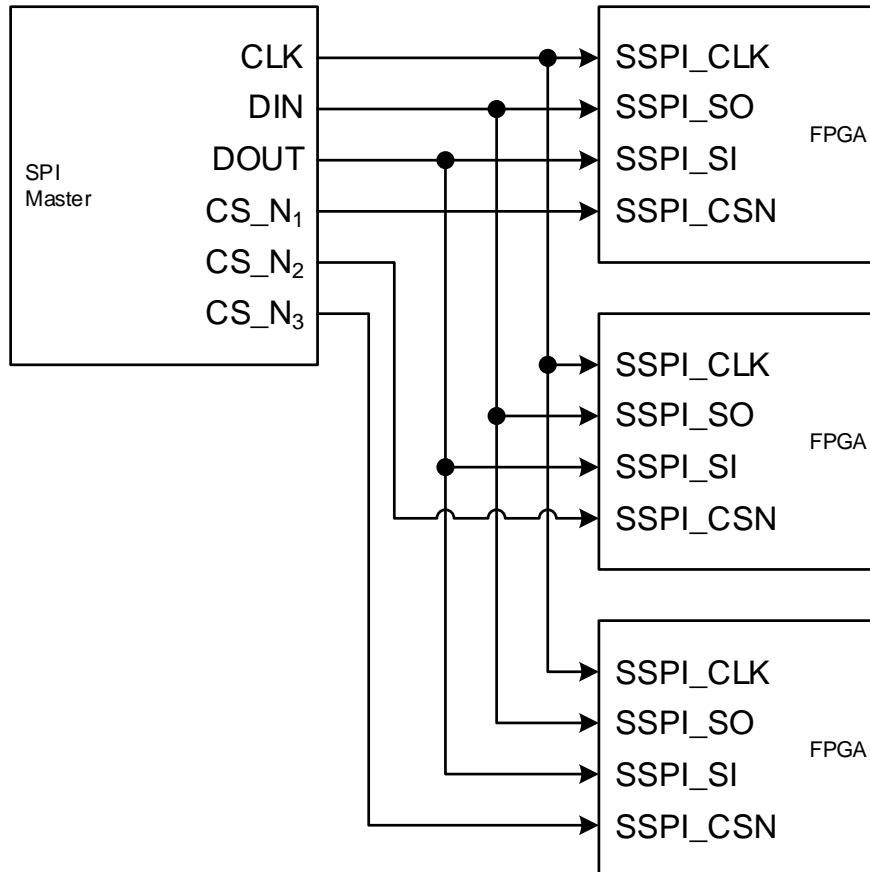 CLK
DIN
DOUT
SPI
Master
CS_N₁
CS_N₂
CS_N₃
SSPI_CLK
SSPI_SO
FPGA
SSPI_SI
SSPI_CSN
SSPI_CLK
SSPI_SO
FPGA
SSPI_SI
SSPI_CSN
SSPI_CLK
SSPI_SO
FPGA
SSPI_SI
SSPI_CSN